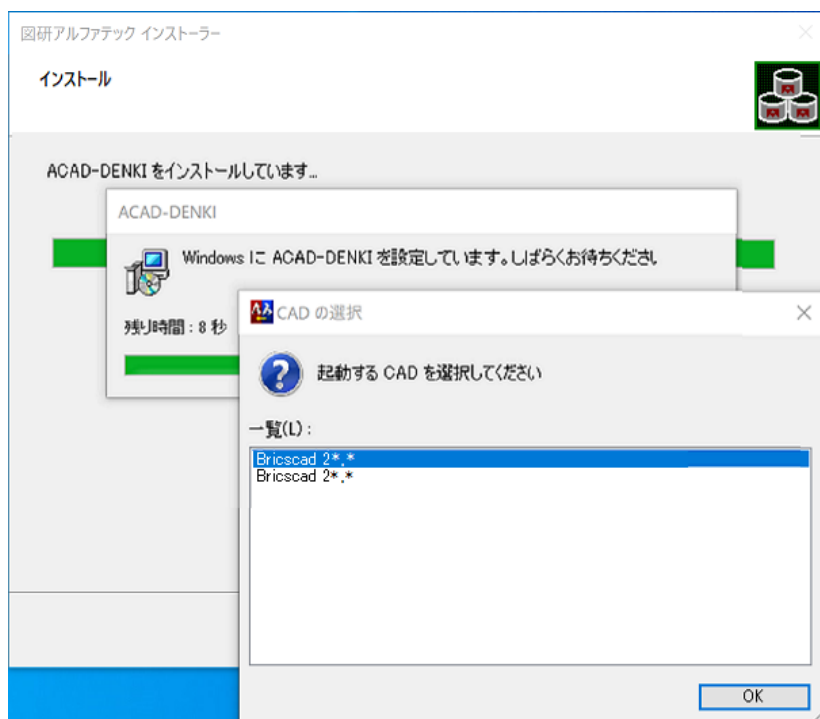 図研アルファテック インストーラー
インストール
ACAD-DENKI をインストールしています...
ACAD-DENKI
Windows に ACAD-DENKI を設定しています。しばらくお待ちください
残り時間 : 8 秒
CAD の選択
起動する CAD を選択してください
一覧(L) :
Bricscad 2*.*
Bricscad 2*.*
OK